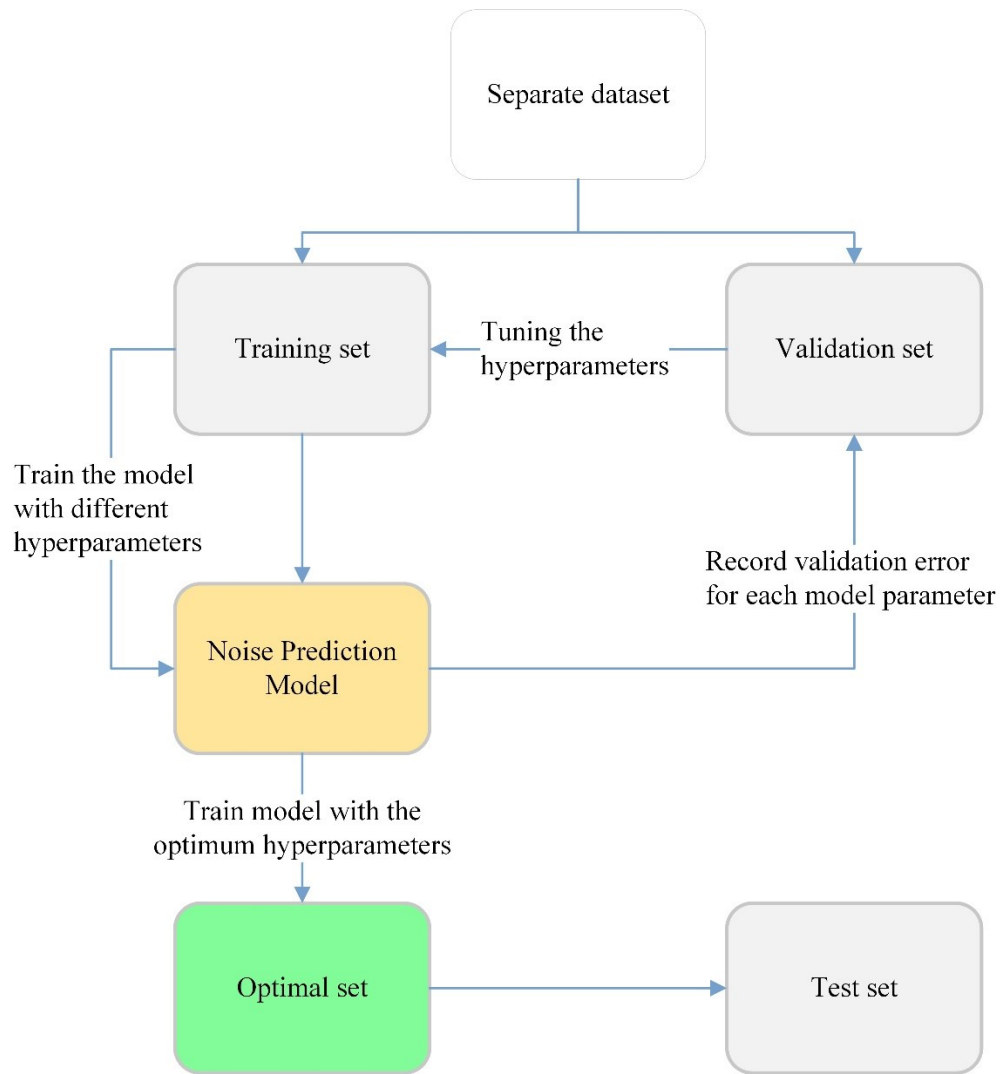 Separate dataset
Training set
Tuning the
hyperparameters
Validation set
Train the model
with different
hyperparameters
Record validation error
for each model parameter
Noise Prediction
Model
Train model with the
optimum hyperparameters
Optimal set
Test set